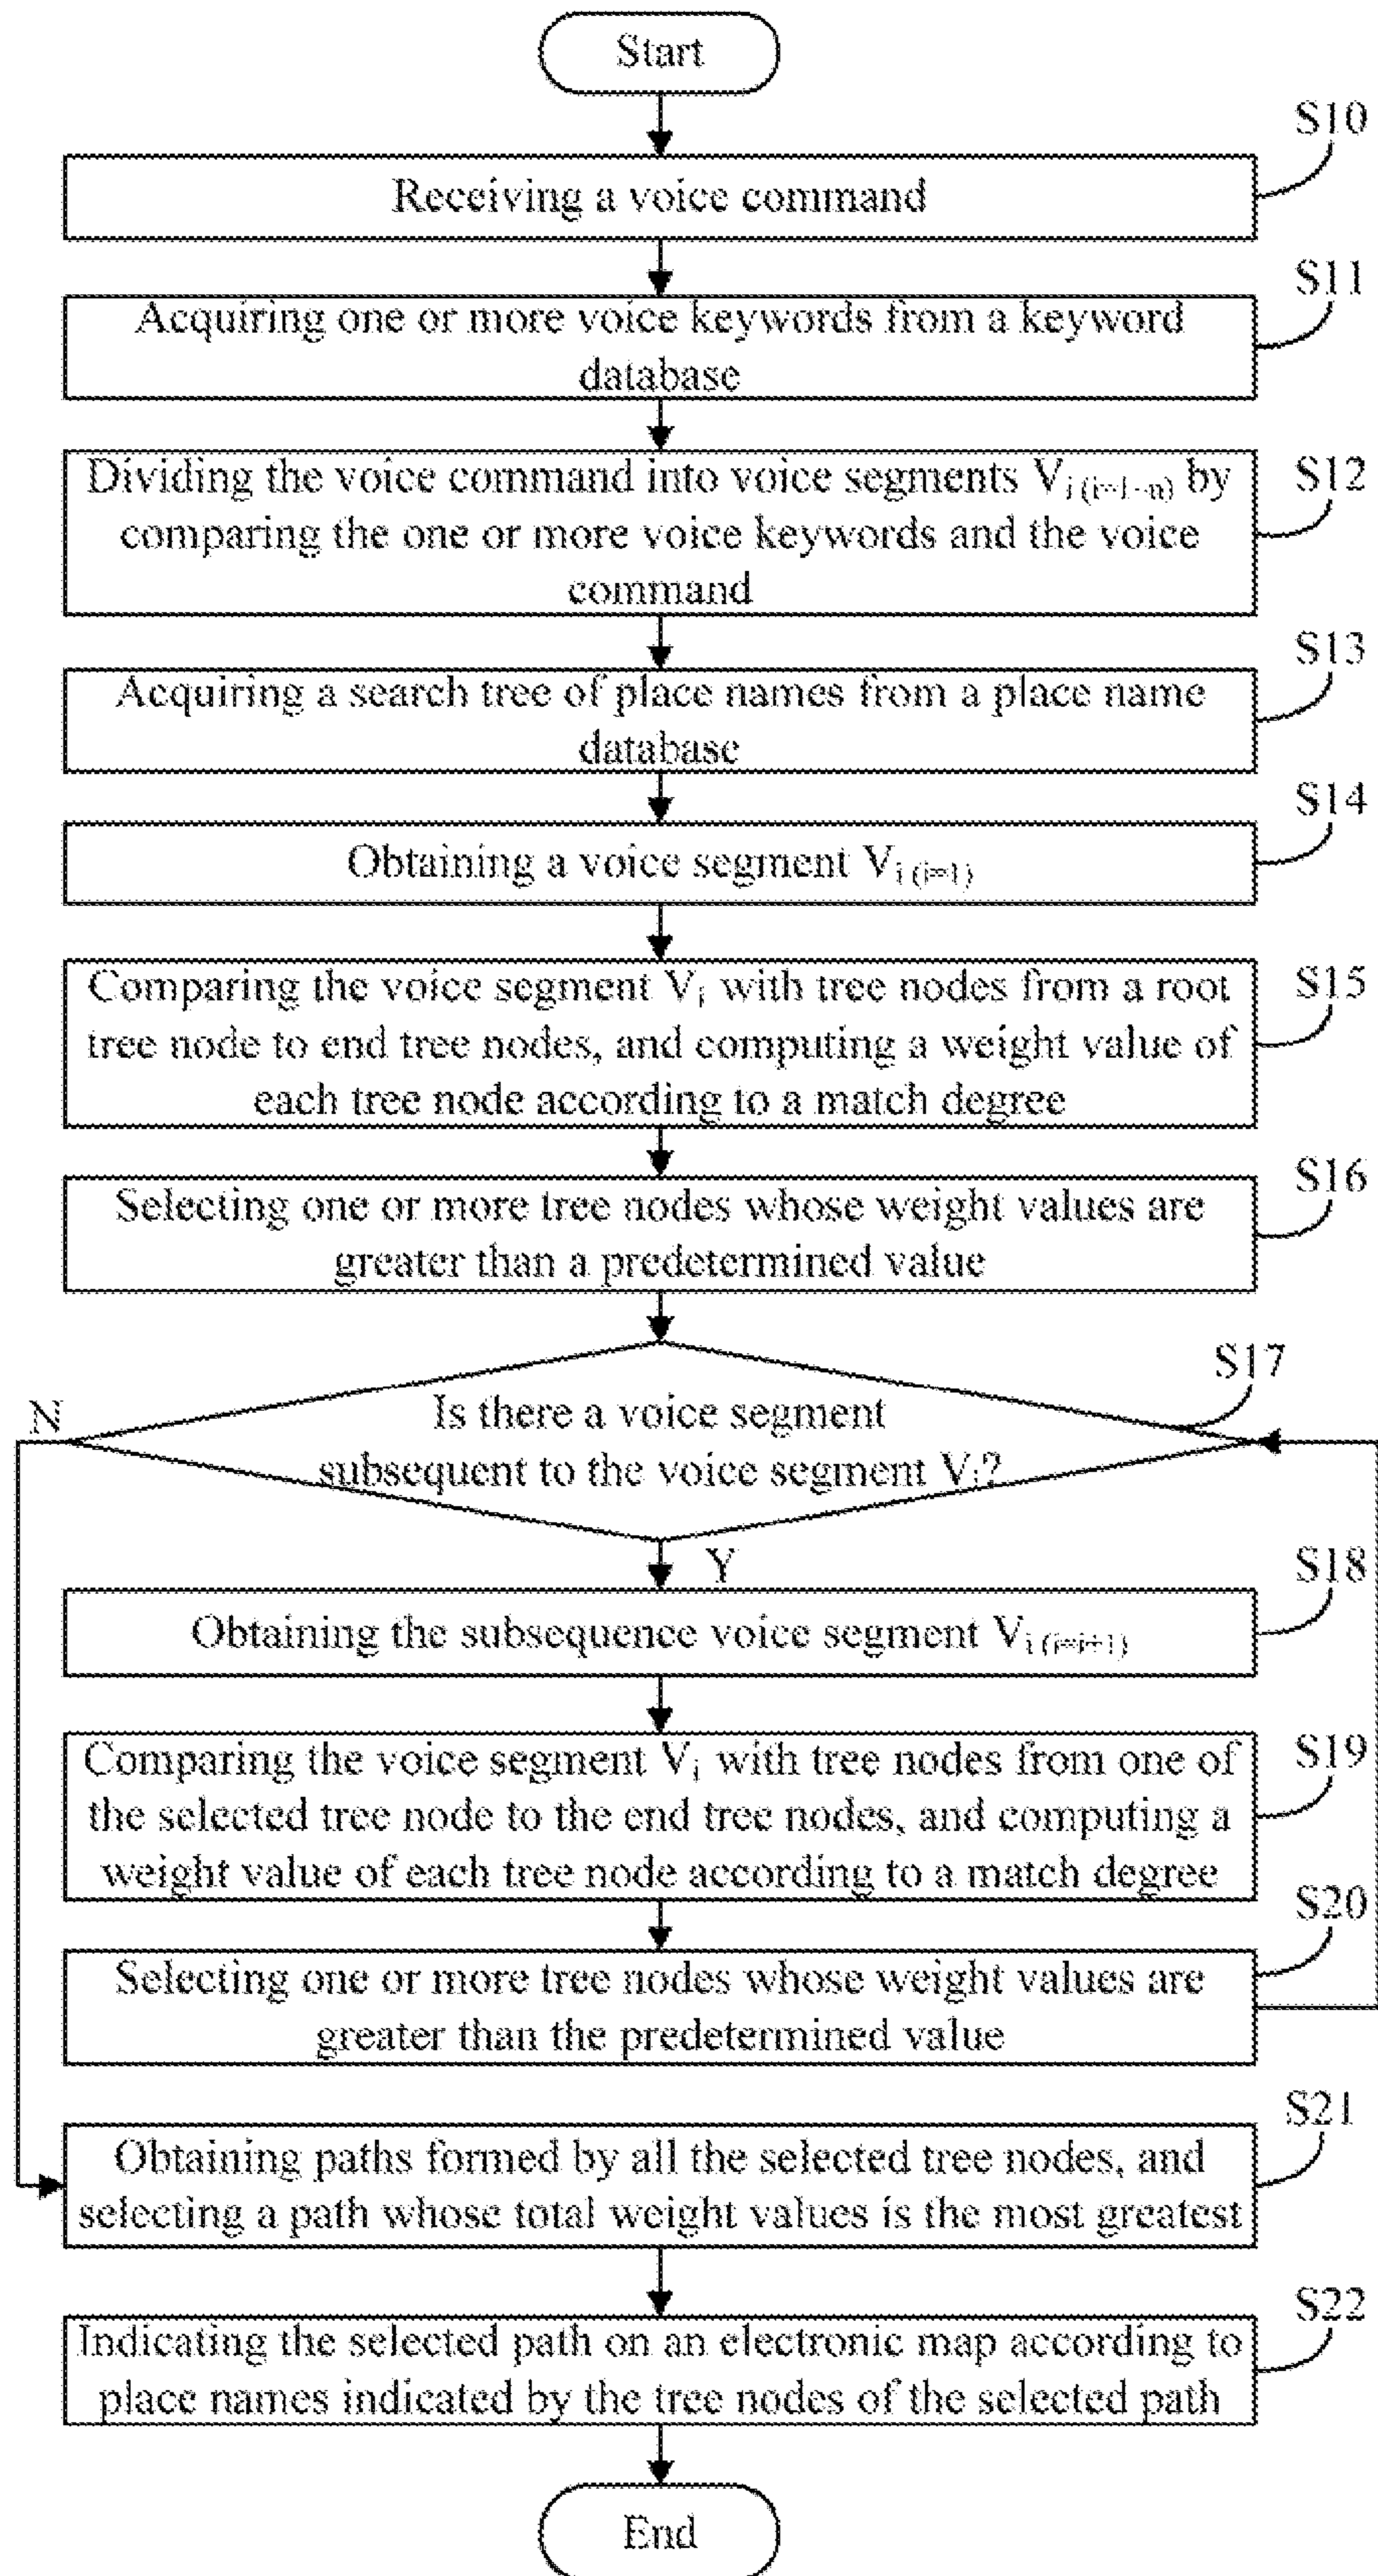 Start
S10
Receiving a voice command
S11
Acquiring one or more voice keywords from a keyword
database
S12
Dividing the voice command into voice segments Vi (i=1~n) by
comparing the one or more voice keywords and the voice
command
S13
Acquiring a search tree of place names from a place name
database
S14
Obtaining a voice segment Vi (i=1)
S15
Comparing the voice segment Vi with tree nodes from a root
tree node to end tree nodes, and computing a weight value of
each tree node according to a match degree
S16
Selecting one or more tree nodes whose weight values are
greater than a predetermined value
S17
N
Is there a voice segment
subsequent to the voice segment Vi?
Y
S18
Obtaining the subsequence voice segment Vi (i=i+1)
S19
Comparing the voice segment Vi with tree nodes from one of
the selected tree node to the end tree nodes, and computing a
weight value of each tree node according to a match degree
S20
Selecting one or more tree nodes whose weight values are
greater than the predetermined value
S21
Obtaining paths formed by all the selected tree nodes, and
selecting a path whose total weight values is the most greatest
S22
Indicating the selected path on an electronic map according to
place names indicated by the tree nodes of the selected path
End